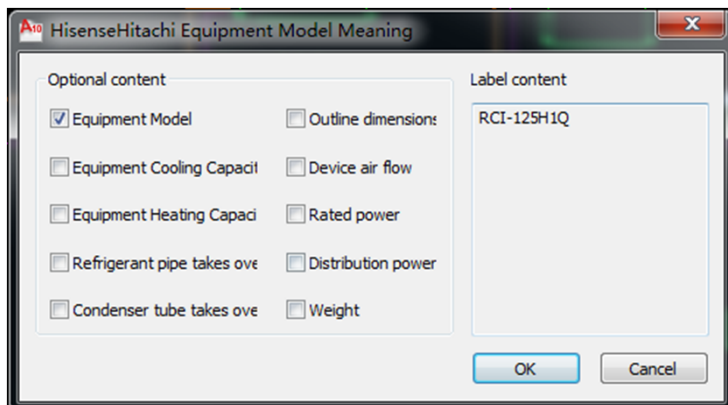 A10 HisenseHitachi Equipment Model Meaning
Optional content
Equipment Model
Outline dimensions
Equipment Cooling Capacit
Device air flow
Equipment Heating Capaci
Rated power
Refrigerant pipe takes ove
Distribution power
Condenser tube takes ove
Weight
Label content
RCI-125H1Q
OK
Cancel